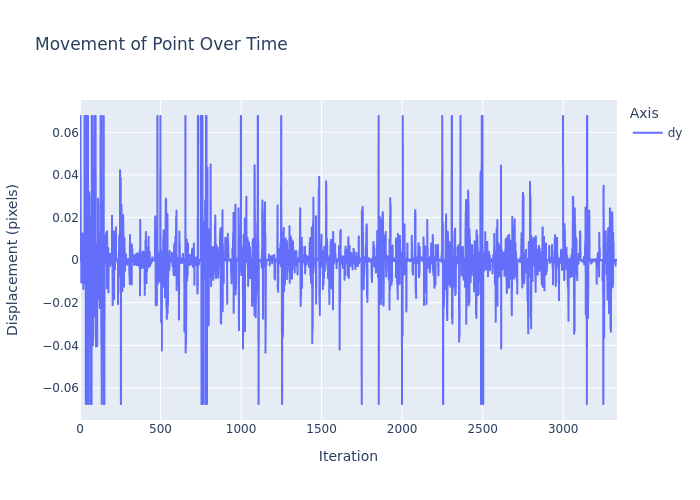 Movement of Point Over Time
Axis
dy
0.06
0.04
0.02
0
−0.02
−0.04
−0.06
Displacement (pixels)
0
500
1000
1500
2000
2500
3000
Iteration